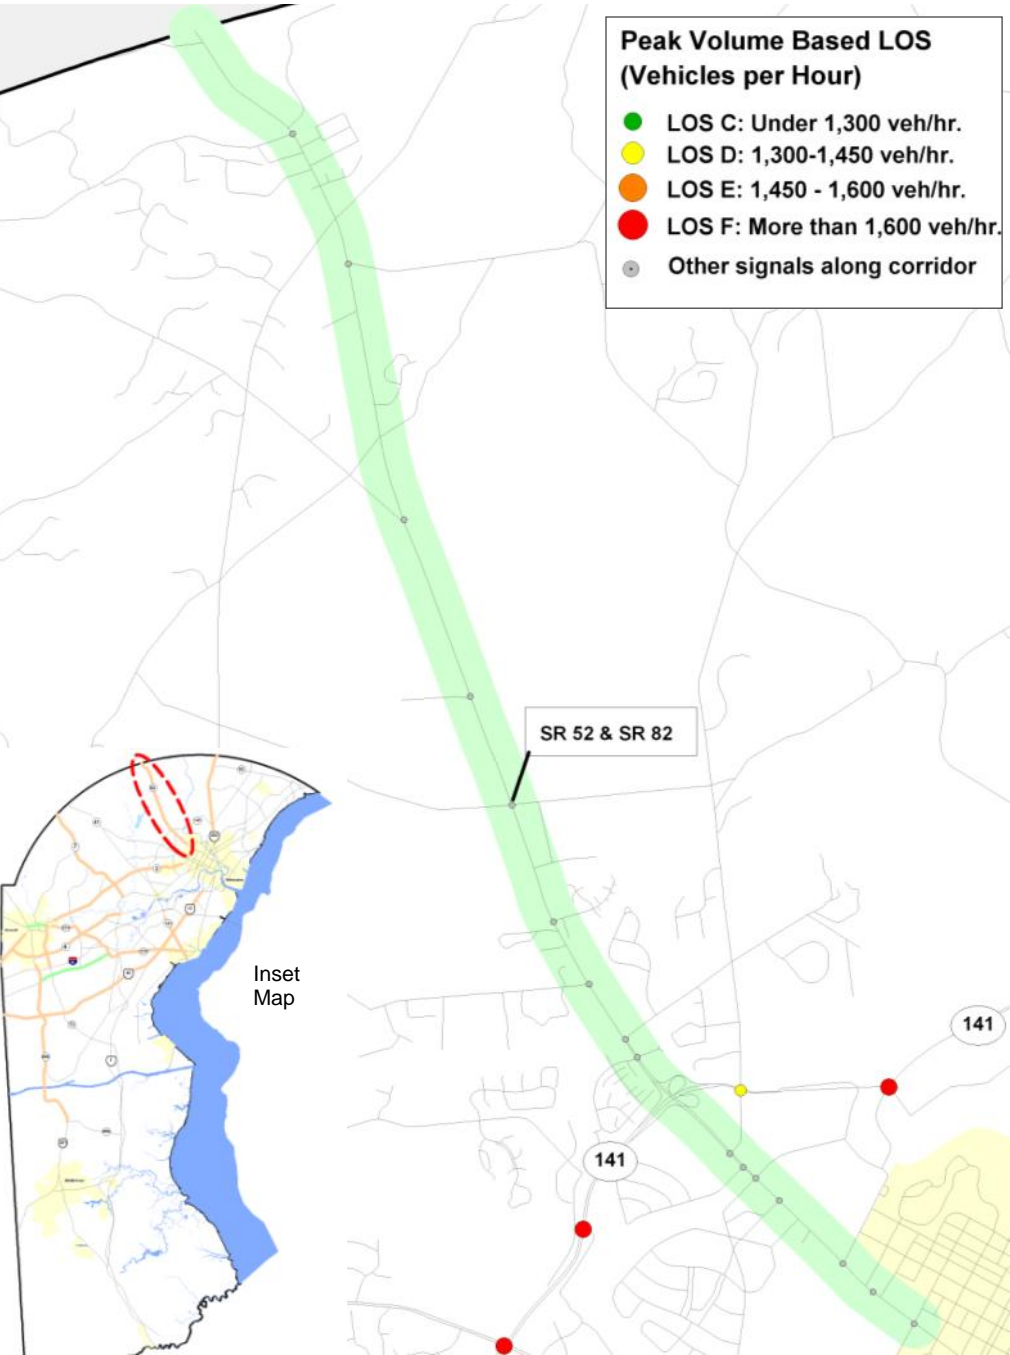 Peak Volume Based LOS
(Vehicles per Hour)
LOS C: Under 1,300 veh/hr.
LOS D: 1,300-1,450 veh/hr.
LOS E: 1,450 - 1,600 veh/hr.
LOS F: More than 1,600 veh/hr.
Other signals along corridor
SR 52 & SR 82
Inset
Map
141
141